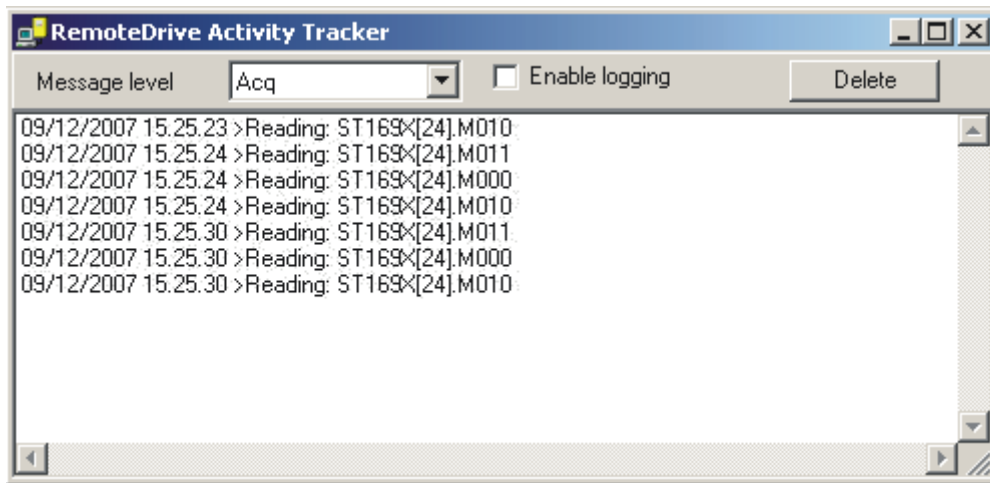 RemoteDrive Activity Tracker
Message level Acq Enable logging Delete
09/12/2007 15.25.23 >Reading: ST169X[24].M010
09/12/2007 15.25.24 >Reading: ST169X[24].M011
09/12/2007 15.25.24 >Reading: ST169X[24].M000
09/12/2007 15.25.24 >Reading: ST169X[24].M010
09/12/2007 15.25.30 >Reading: ST169X[24].M011
09/12/2007 15.25.30 >Reading: ST169X[24].M000
09/12/2007 15.25.30 >Reading: ST169X[24].M010